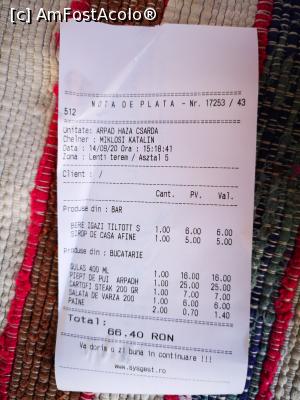 [c] AmFostAcolo®
NOTA DE PLATA - Nr. 17253 / 43
512
Unitate: ARPAD HAZA CSARDA
Chelner : MIKLOSI KATALIN
Data : 14/09/20 Ora : 15:18:41
Zona : Lenti terem / Asztal 5
Client : /
Cant. PV. Val.
Produse din : BAR
BERE IGAZI TILTOTT S 1.00 8.00 8.00
SIROP DE CASA AFINE 1.00 5.00 5.00
Produse din : BUCATARIE
GULAS 400 ML 1.00 16.00 16.00
PIEPT DE PUI ARPADH 1.00 25.00 25.00
CARTOFI STEAK 200 GR 1.00 7.00 7.00
SALATA DE VARZA 200 1.00 6.00 6.00
PAINE 2.00 0.70 1.40
Total:
66.40 RON
Va dorim o zi buna in continuare !!!
www.sysgest.ro